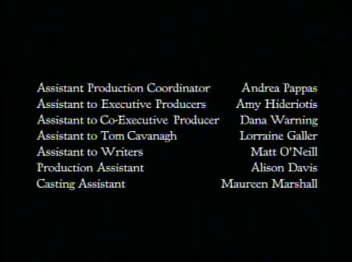 Assistant Production Coordinator Andrea Pappas
Assistant to Executive Producers Amy Hideriotis
Assistant to Co-Executive Producer Dana Warning
Assistant to Tom Cavanagh Lorraine Galler
Assistant to Writers Matt O'Neill
Production Assistant Alison Davis
Casting Assistant Maureen Marshall